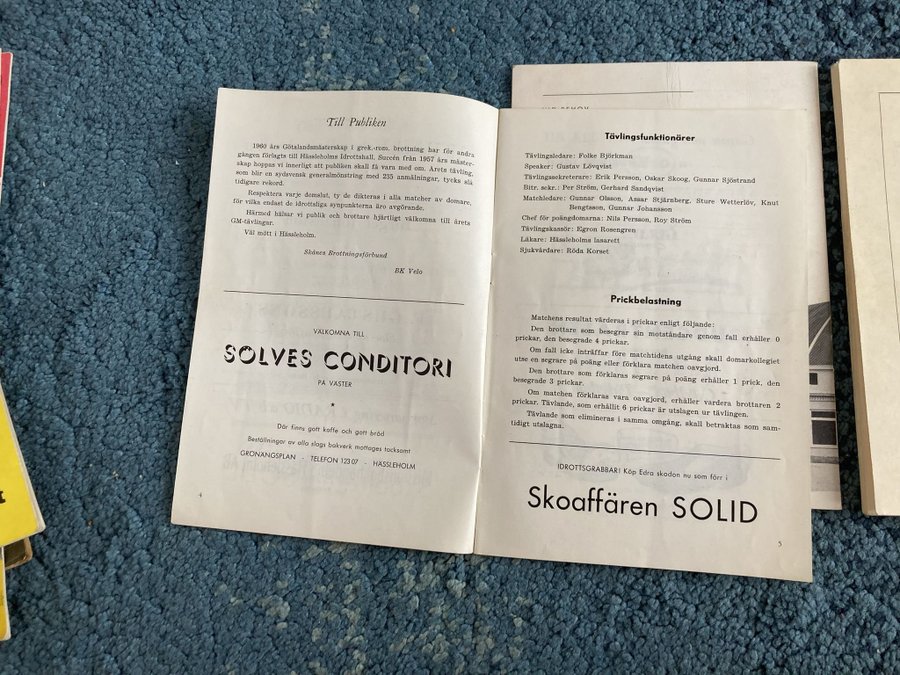 Till Publiken
1960 års Götalandsmästerskap i grek.-rom. brottning har för andra
gången förlagts till Hässleholms Idrottshall. Succén från 1957 års mäster-
skap hoppas vi innerligt att publiken skall få vara med om. Årets tävling,
som blir en sydsvensk generalmönstring med 235 anmälningar, tycks slå
tidigare rekord.
Respektera varje domslut, ty de dikteras i alla matcher av domare,
för vilka endast de idrottsliga synpunkterna äro avgörande.
Härmed hälsar vi publik och brottare hjärtligt välkomna till årets
GM-tävlingar.
Väl mött i Hässleholm.
Skånes Brottningsförbund
BK Velo
VÄLKOMNA TILL
SOLVES CONDITORI
PÅ VÄSTER
Där finns gott kaffe och gott bröd
Beställningar av alla slags bakverk mottages tacksamt
GRÖNÄNGSPLAN - TELEFON 12307 - HÄSSLEHOLM
4
Tävlingsfunktionärer
Tävlingsledare: Folke Björkman
Speaker: Gustav Lövqvist
Tävlingssekreterare: Erik Persson, Oskar Skoog, Gunnar Sjöstrand
Bitr. sekr.: Per Ström, Gerhard Sandqvist
Matchledare: Gunnar Olsson, Ansar Stjärnberg, Sture Wetterlöv, Knut
Bengtsson, Gunnar Johansson
Chef för poängdomarna: Nils Persson, Roy Ström
Tävlingskassör: Egron Rosengren
Läkare: Hässleholms lasarett
Sjukvårdare: Röda Korset
Prickbelastning
Matchens resultat värderas i prickar enligt följande:
Den brottare som besegrar sin motståndare genom fall erhåller 0
prickar, den besegrade 4 prickar.
Om fall icke inträffar före matchtidens utgång skall domarkollegiet
utse en segrare på poäng eller förklara matchen oavgjord.
Den brottare som förklaras segrare på poäng erhåller 1 prick, den
besegrade 3 prickar.
Om matchen förklaras vara oavgjord, erhåller vardera brottaren 2
prickar. Tävlande, som erhållit 6 prickar är utslagen ur tävlingen.
Tävlande som elimineras i samma omgång, skall betraktas som sam-
tidigt utslagna.
IDROTTSGRABBAR! Köp Edra skodon nu som förr i
Skoaffären SOLID
5